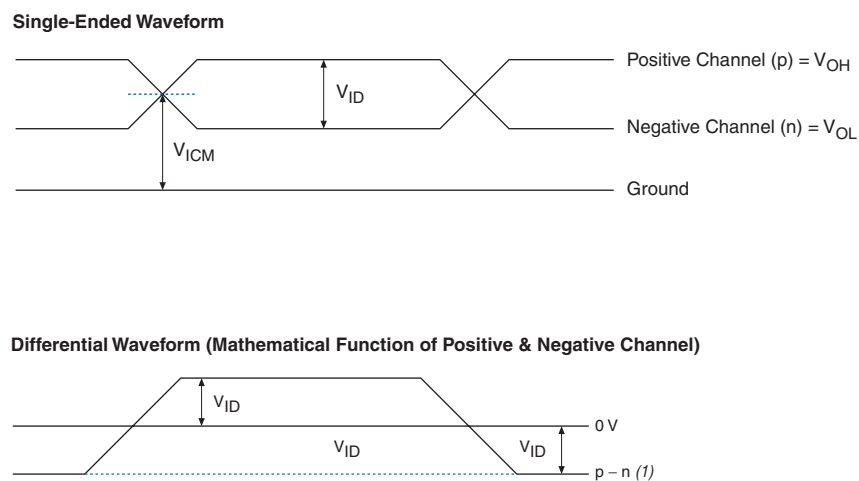 Single-Ended Waveform
Positive Channel (p) = VOH
VID
Negative Channel (n) = VOL
VICM
Ground
Differential Waveform (Mathematical Function of Positive & Negative Channel)
VID
0 V
VID
VID
p − n (1)